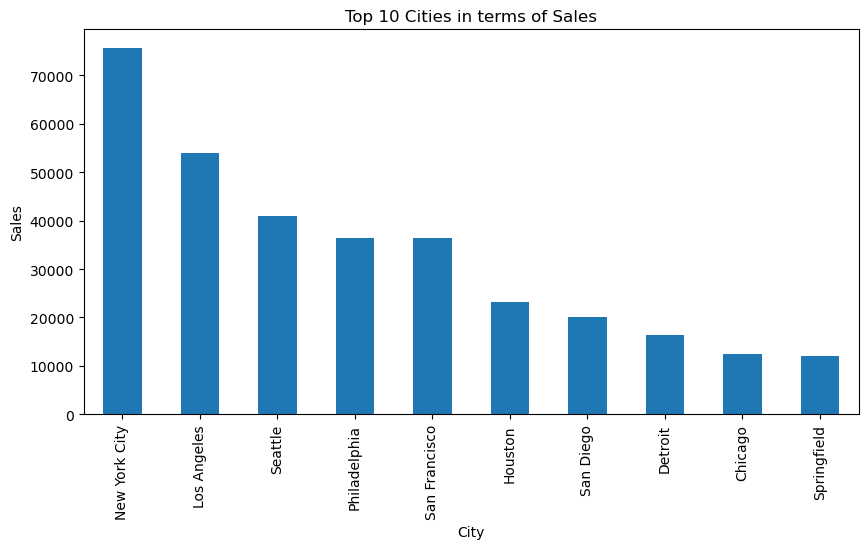 Top 10 Cities in terms of Sales
70000
60000
50000
40000
30000
20000
10000
0
Sales
New York City
Los Angeles
Seattle
Philadelphia
San Francisco
Houston
San Diego
Detroit
Chicago
Springfield
City